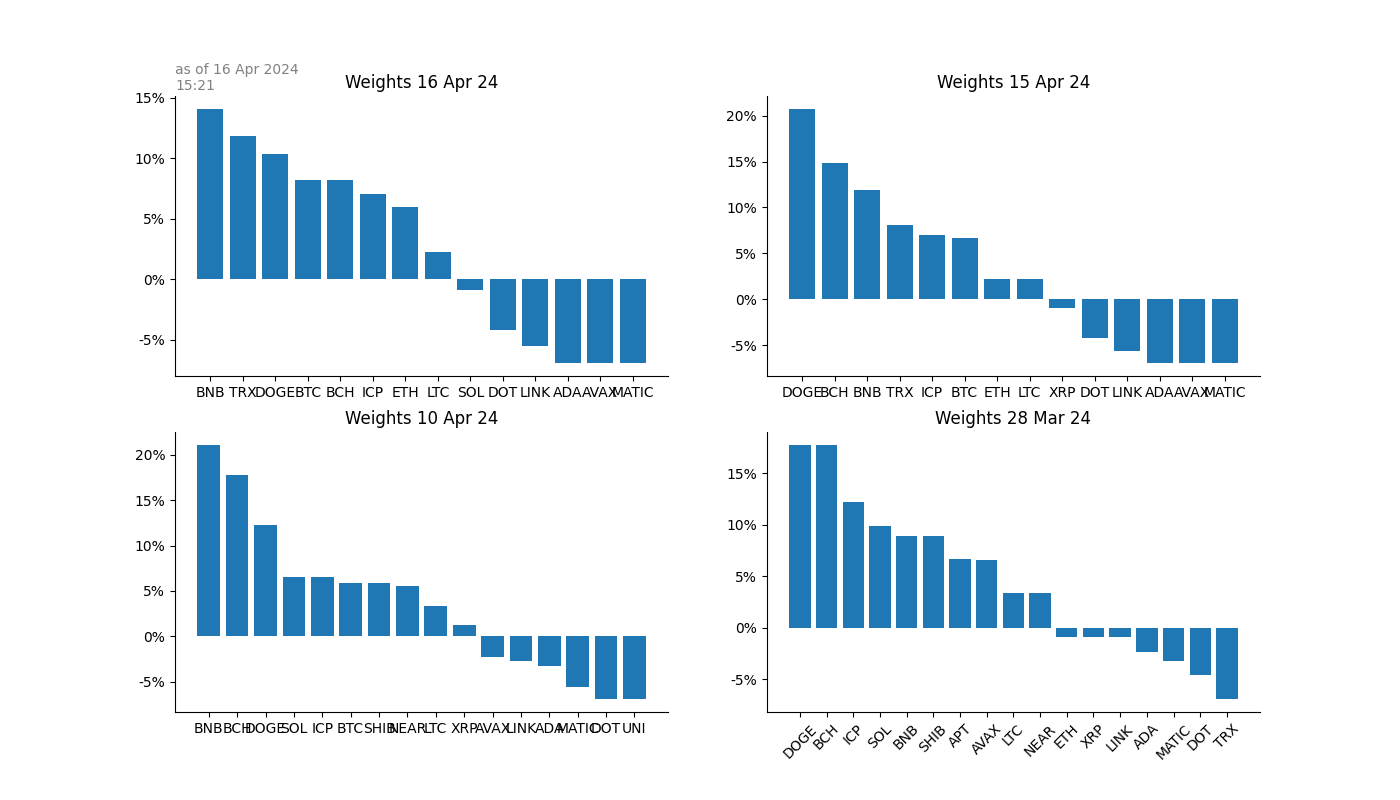 as of 16 Apr 2024
15:21
Weights 16 Apr 24
15%
10%
5%
0%
-5%
BNB TRX DOGE BTC BCH ICP ETH LTC SOL DOT LINK ADA AVAX MATIC
Weights 15 Apr 24
20%
15%
10%
5%
0%
-5%
DOGE BCH BNB TRX ICP BTC ETH LTC XRP DOT LINK ADA AVAX MATIC
Weights 10 Apr 24
20%
15%
10%
5%
0%
-5%
BNB BCH DOGE SOL ICP BTC SHIB NEAR LTC XRP AVAX LINK ADA MATIC DOT UNI
Weights 28 Mar 24
15%
10%
5%
0%
-5%
DOGE BCH ICP SOL BNB SHIB APT AVAX LTC NEAR ETH XRP LINK ADA MATIC DOT TRX